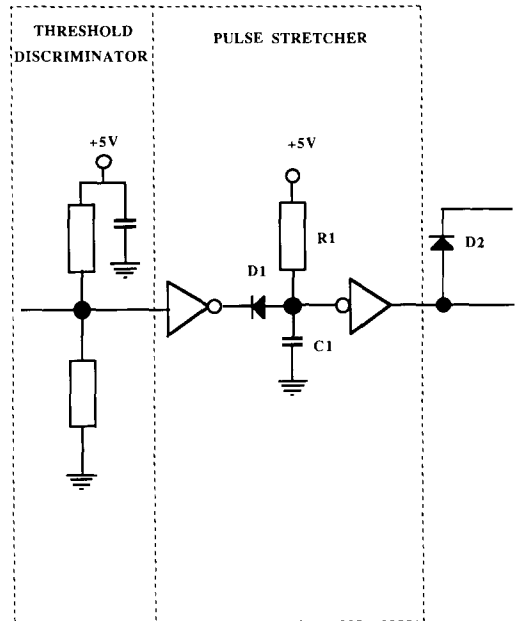 THRESHOLD
DISCRIMINATOR
PULSE STRETCHER
+5V
+5V
R1
D1
D2
C1